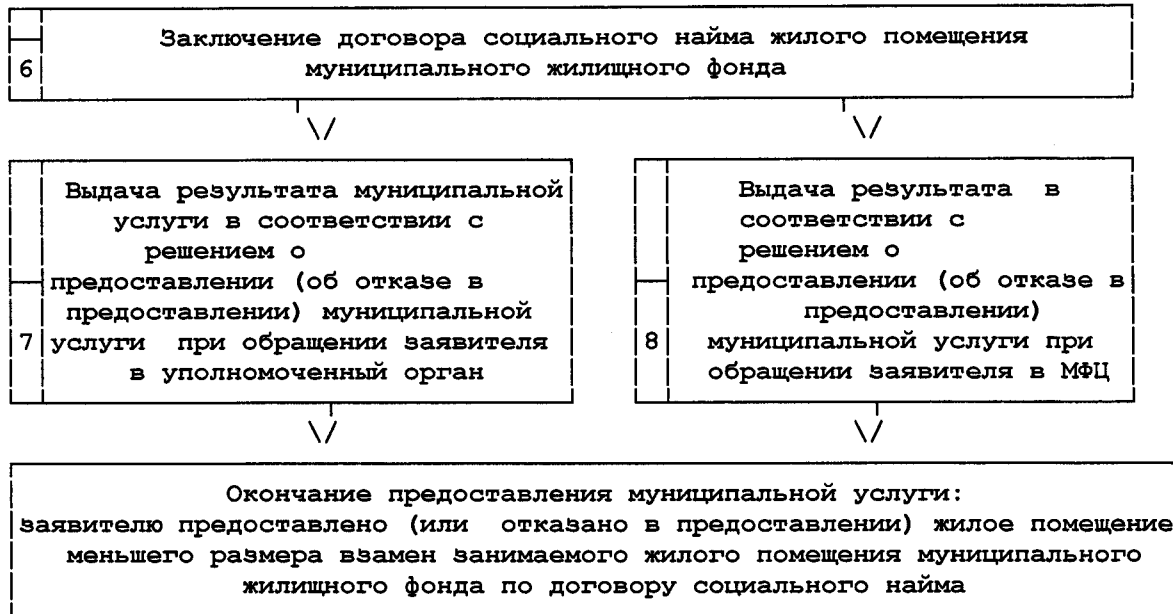 Заключение договора социального найма жилого помещения
6
муниципального жилищного фонда
\/ \/
Выдача результата муниципальной
услуги в соответствии с
решением о
предоставлении (об отказе в
предоставлении) муниципальной
7 услуги при обращении заявителя
в уполномоченный орган
Выдача результата в
соответствии с
решением о
предоставлении (об отказе в
предоставлении)
8 муниципальной услуги при
обращении заявителя в МФЦ
\/ \/
Окончание предоставления муниципальной услуги:
заявителю предоставлено (или отказано в предоставлении) жилое помещение
меньшего размера взамен занимаемого жилого помещения муниципального
жилищного фонда по договору социального найма